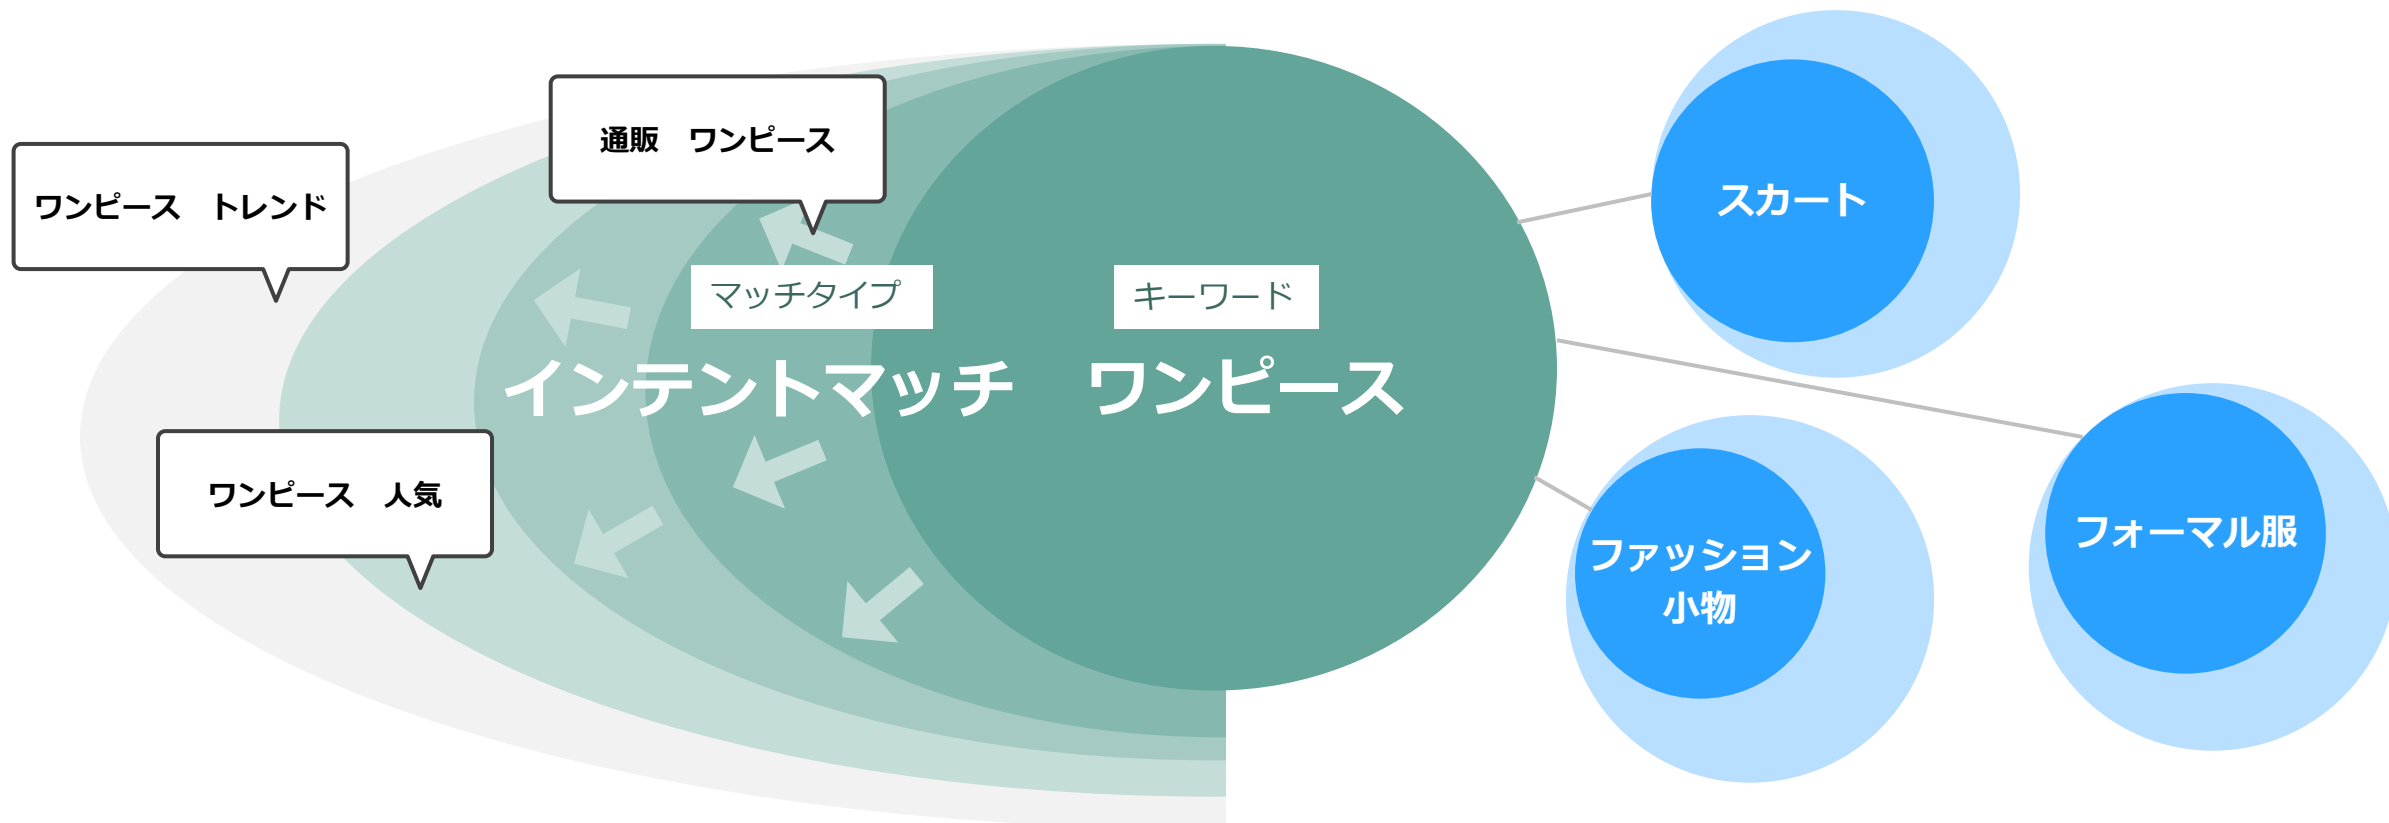 通販　ワンピース
ワンピース　トレンド
マッチタイプ
インテントマッチ
キーワード
ワンピース
ワンピース　人気
スカート
フォーマル服
ファッション
小物